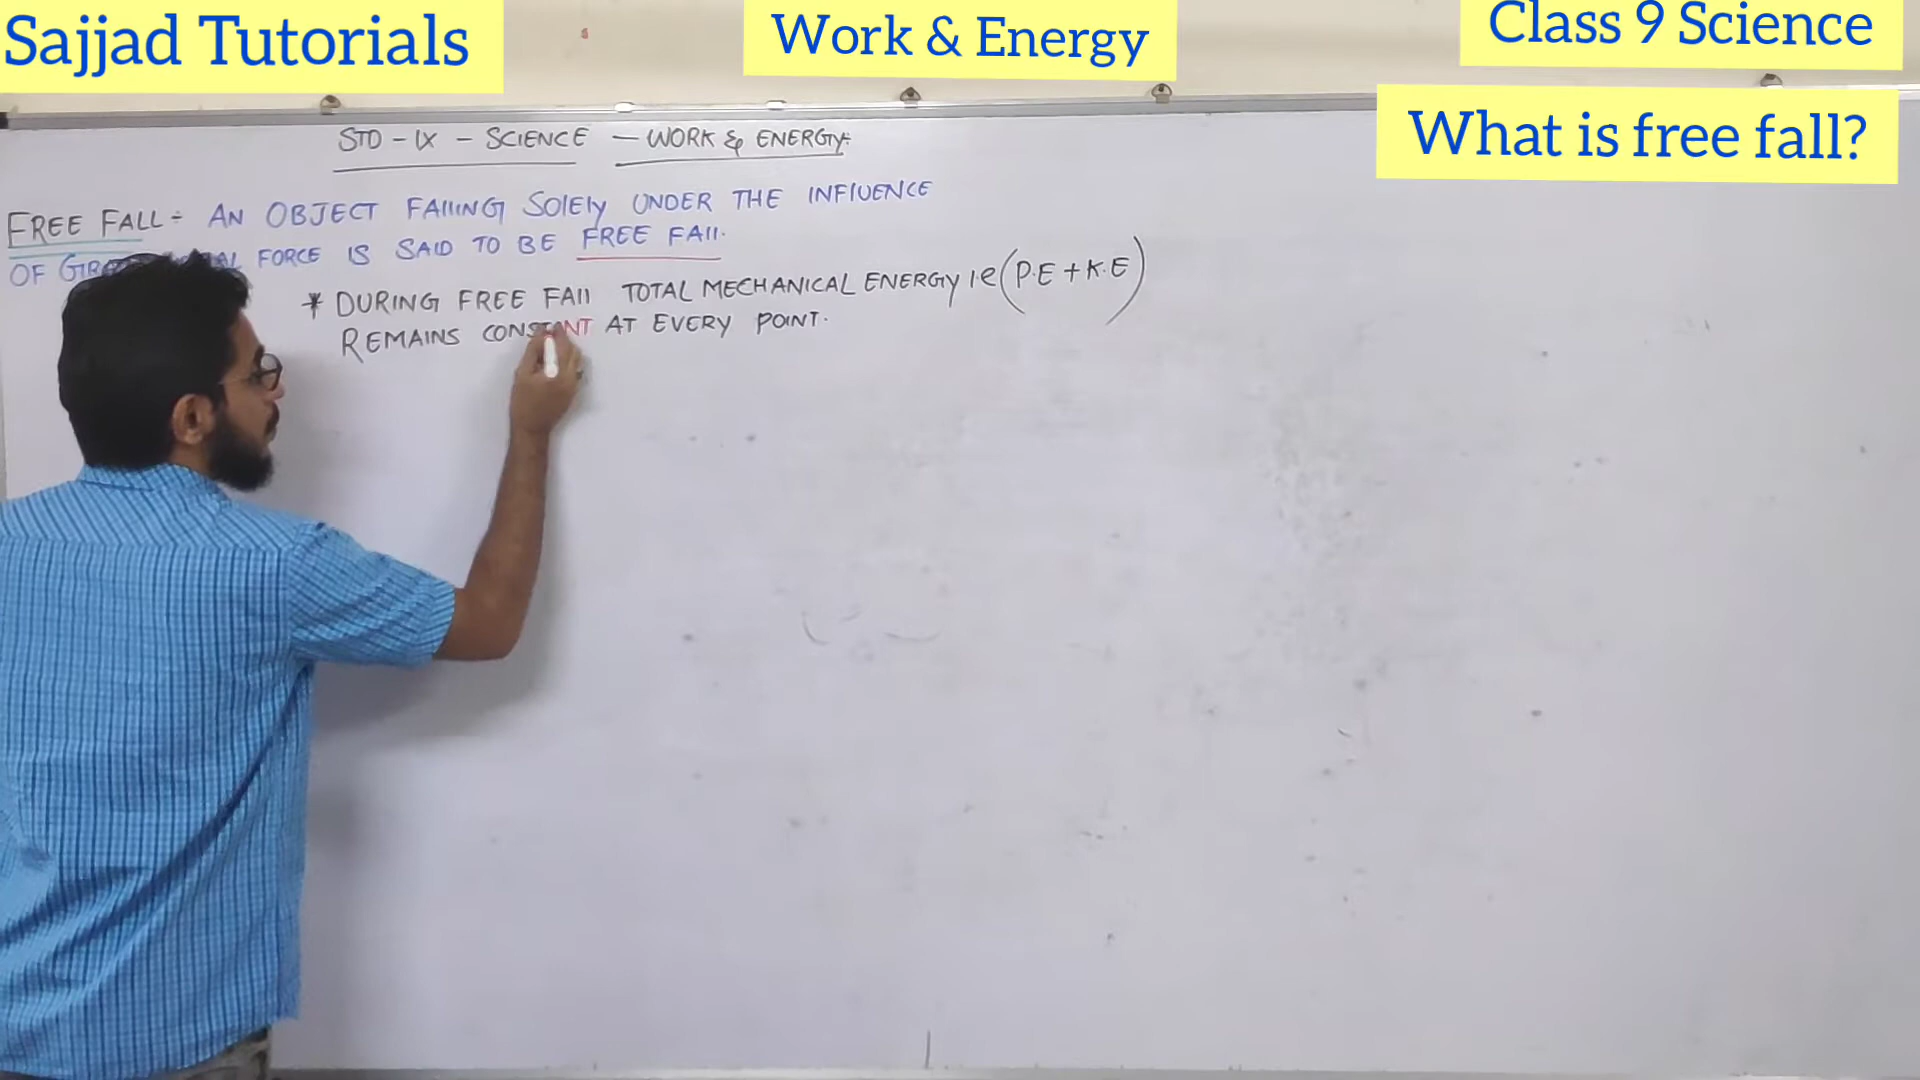 Sajjad Tutorials
Work & Energy
Class 9 Science
What is free fall?
STD - IX - SCIENCE - WORK & ENERGY:
FREE FALL :- AN OBJECT FALLING SOLELY UNDER THE INFLUENCE
OF FORCE IS SAID TO BE FREE FALL.
* DURING FREE FALL TOTAL MECHANICAL ENERGY i.e (P.E + K.E)
REMAINS CONSTANT AT EVERY POINT.